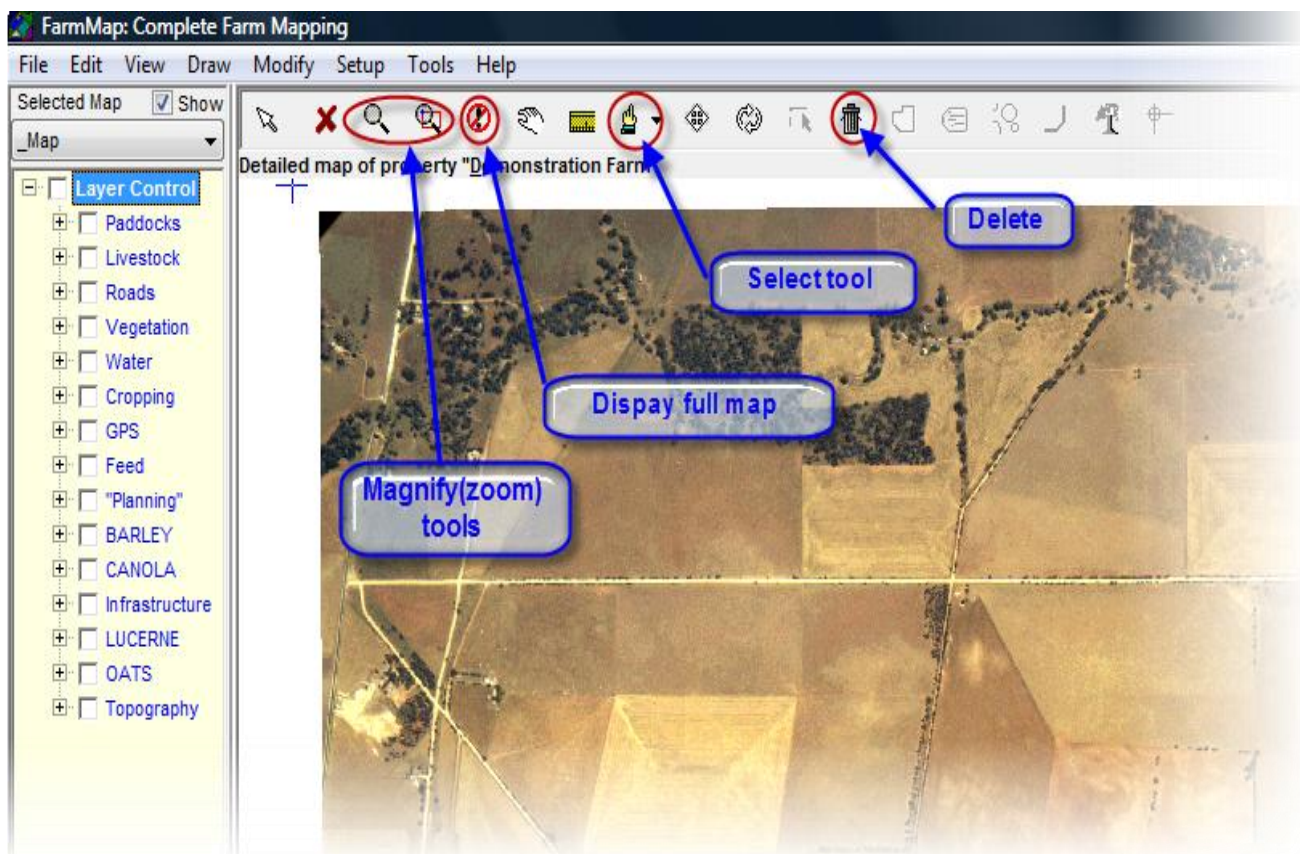 FarmMap: Complete Farm Mapping
File Edit View Draw Modify Setup Tools Help
Selected Map Show
_Map
Detailed map of property "Demonstration Farm
Layer Control
Paddocks
Livestock
Roads
Vegetation
Water
Cropping
GPS
Feed
"Planning"
BARLEY
CANOLA
Infrastructure
LUCERNE
OATS
Topography
Delete
Select tool
Dispay full map
Magnify(zoom)
tools